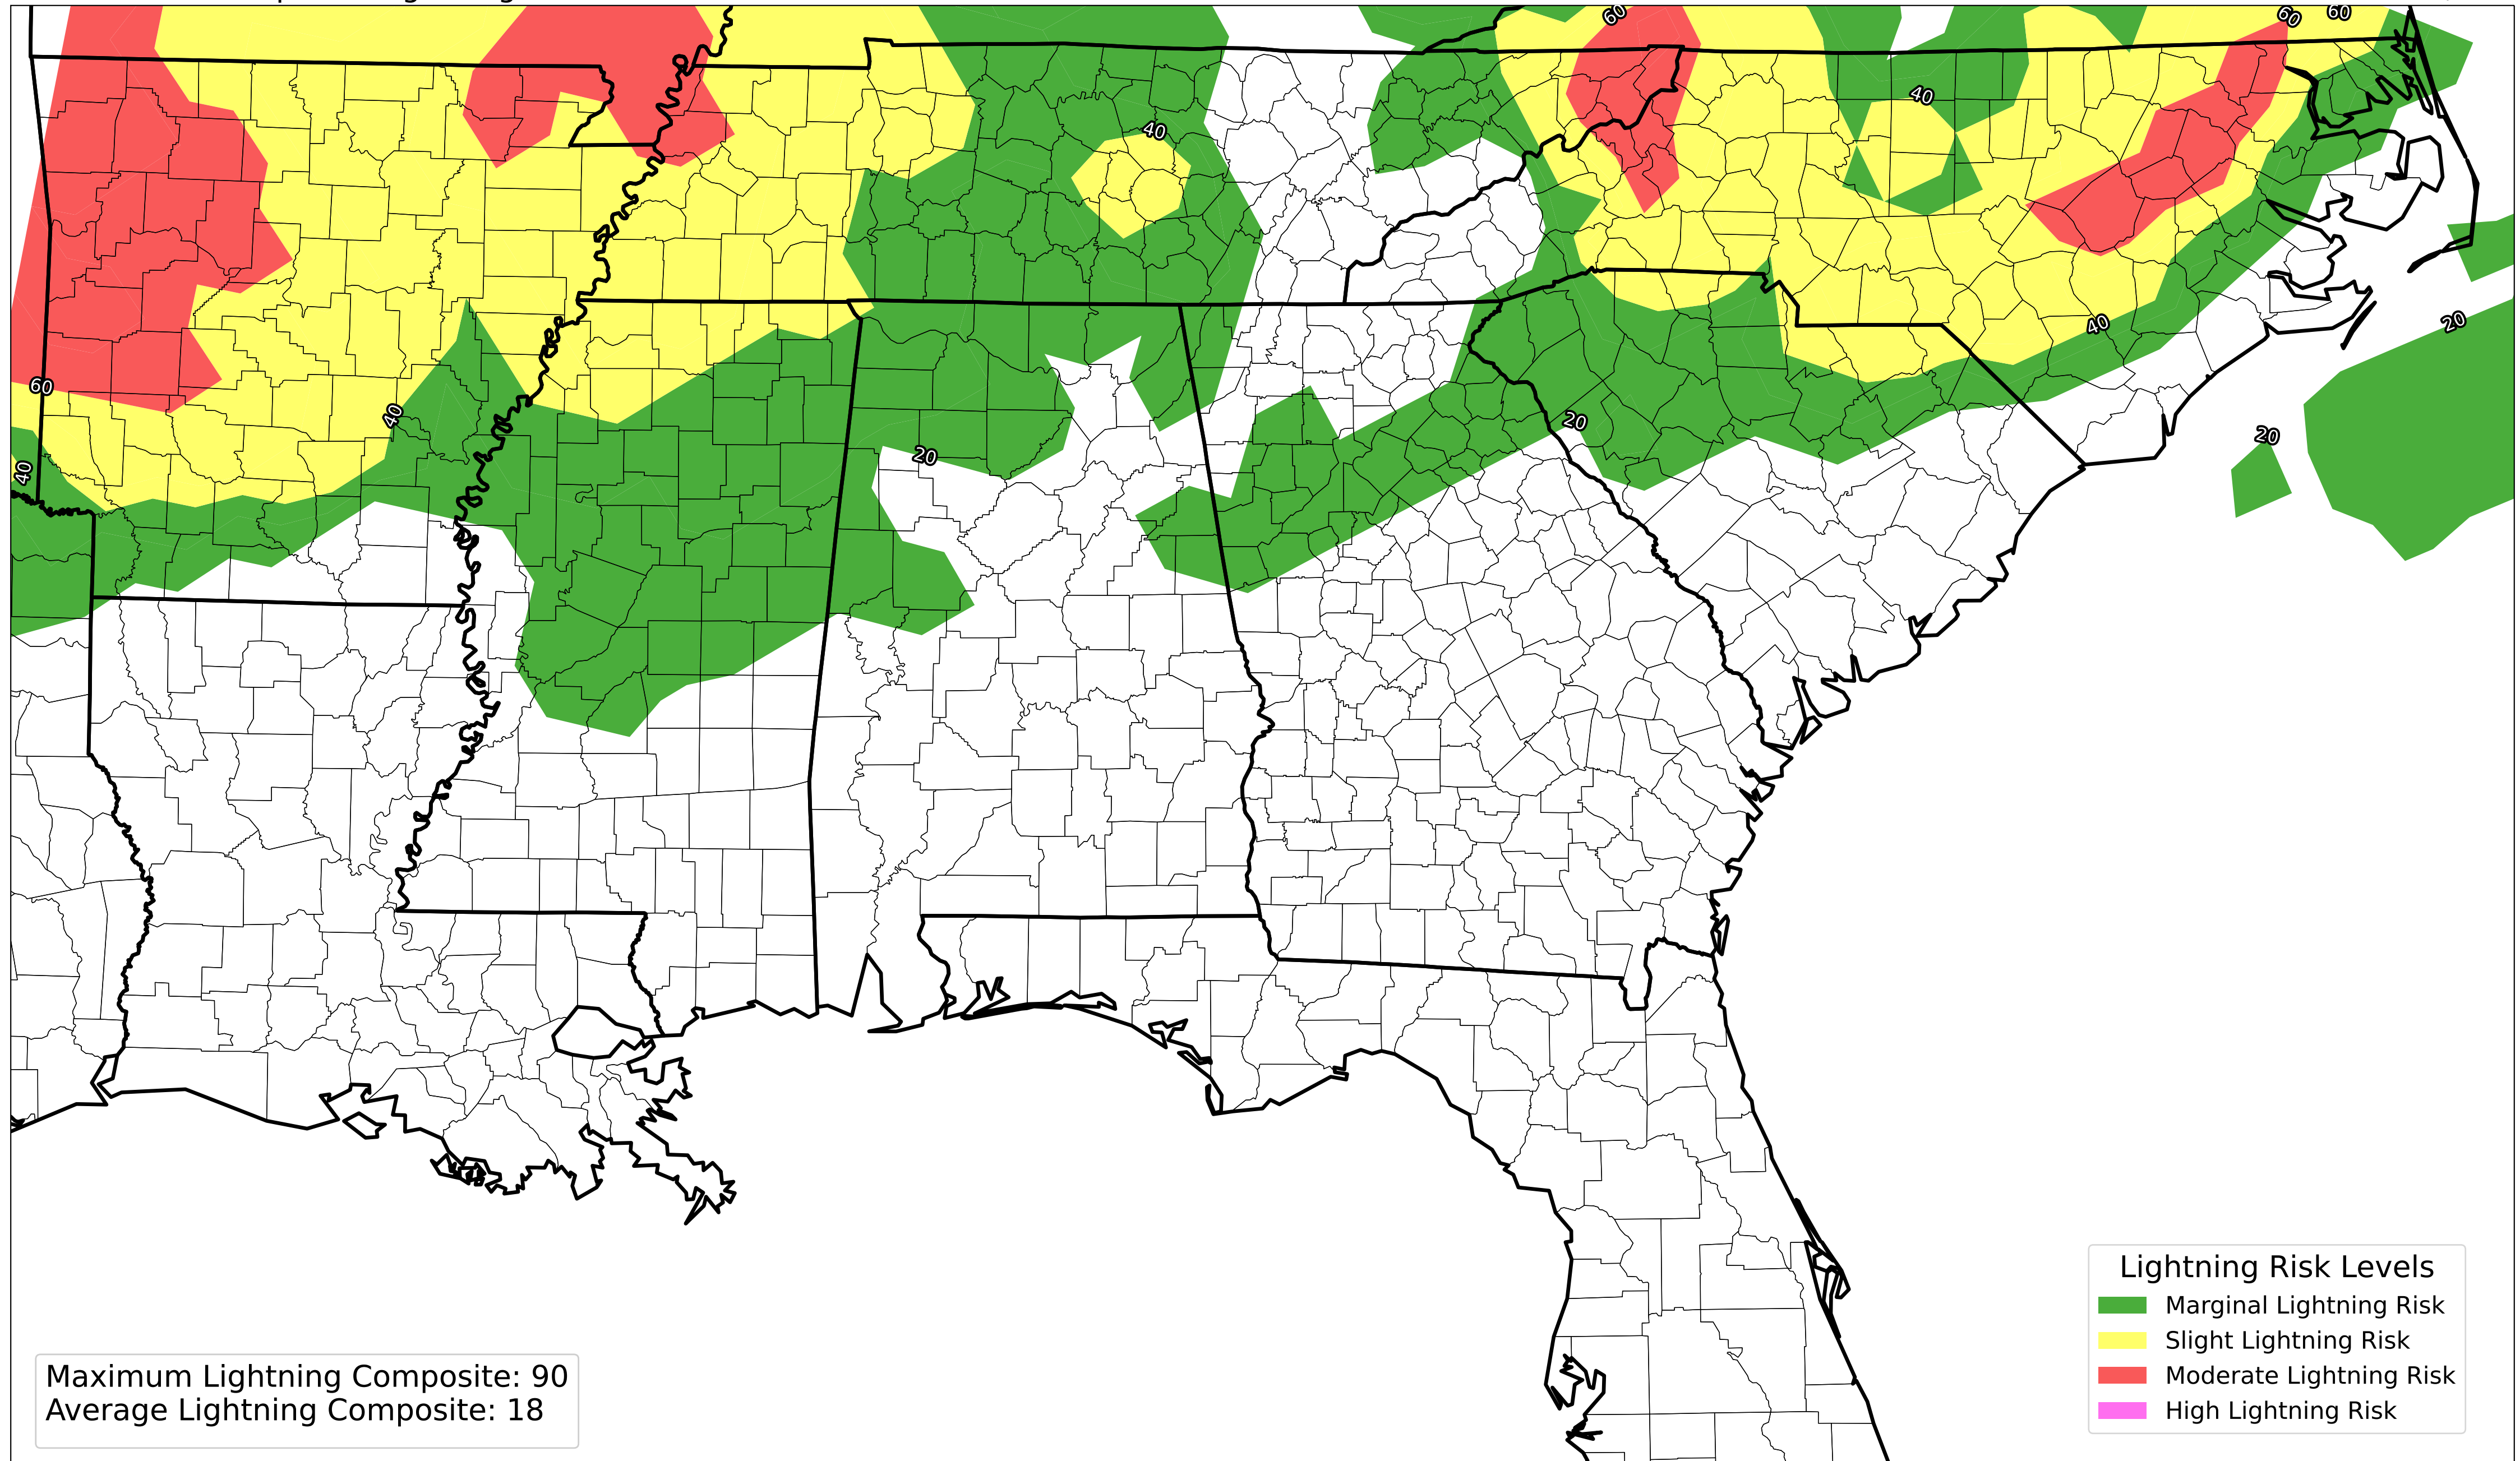 60
60
60
40
40
20
40
60
40
20
20
20
40
20
Lightning Risk Levels
Marginal Lightning Risk
Slight Lightning Risk
Moderate Lightning Risk
High Lightning Risk
Maximum Lightning Composite: 90
Average Lightning Composite: 18